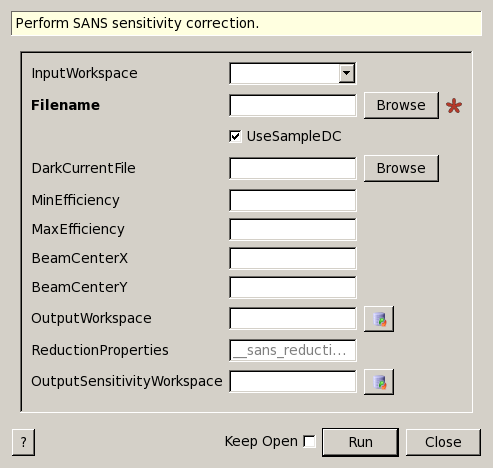 Perform SANS sensitivity correction.
InputWorkspace
Filename
Browse
UseSampleDC
DarkCurrentFile
Browse
MinEfficiency
MaxEfficiency
BeamCenterX
BeamCenterY
OutputWorkspace
ReductionProperties
__sans_reducti...
OutputSensitivityWorkspace
?
Keep Open
Run
Close